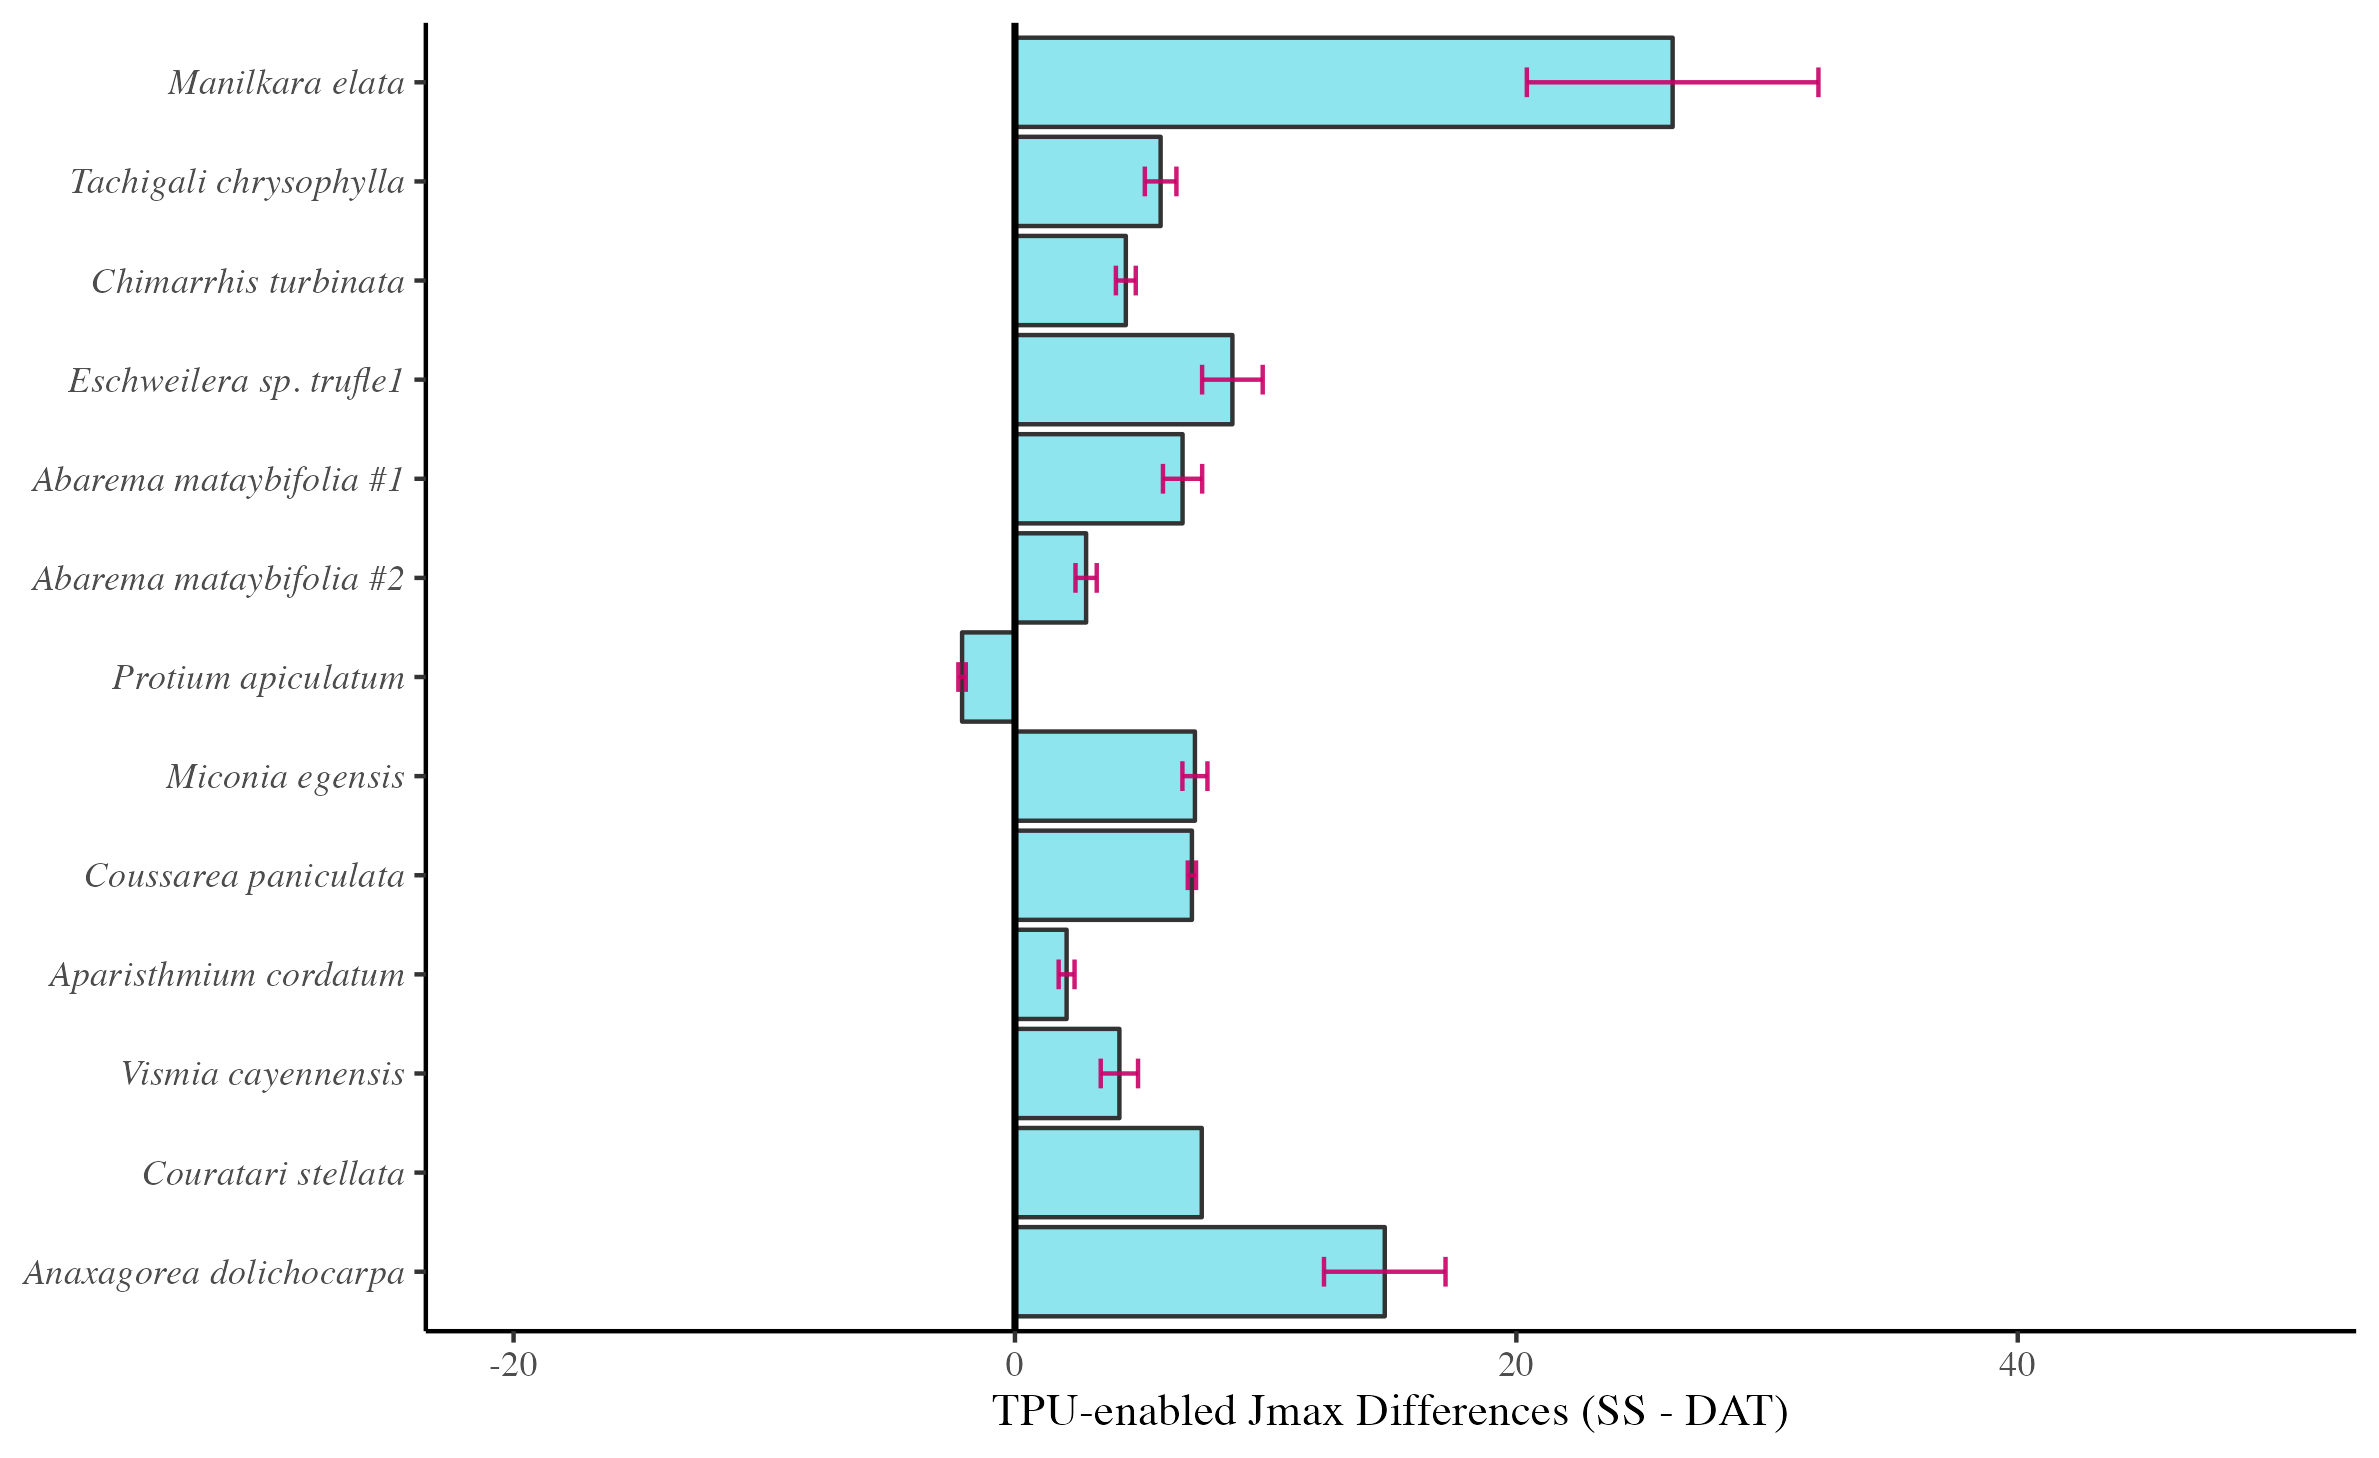 Manilkara elata
Tachigali chrysophylla
Chimarrhis turbinata
Eschweilera sp. trufle1
Abarema mataybifolia #1
Abarema mataybifolia #2
Protium apiculatum
Miconia egensis
Coussarea paniculata
Aparisthmium cordatum
Vismia cayennensis
Couratari stellata
Anaxagorea dolichocarpa
-20 0 20 40
TPU-enabled Jmax Differences (SS - DAT)